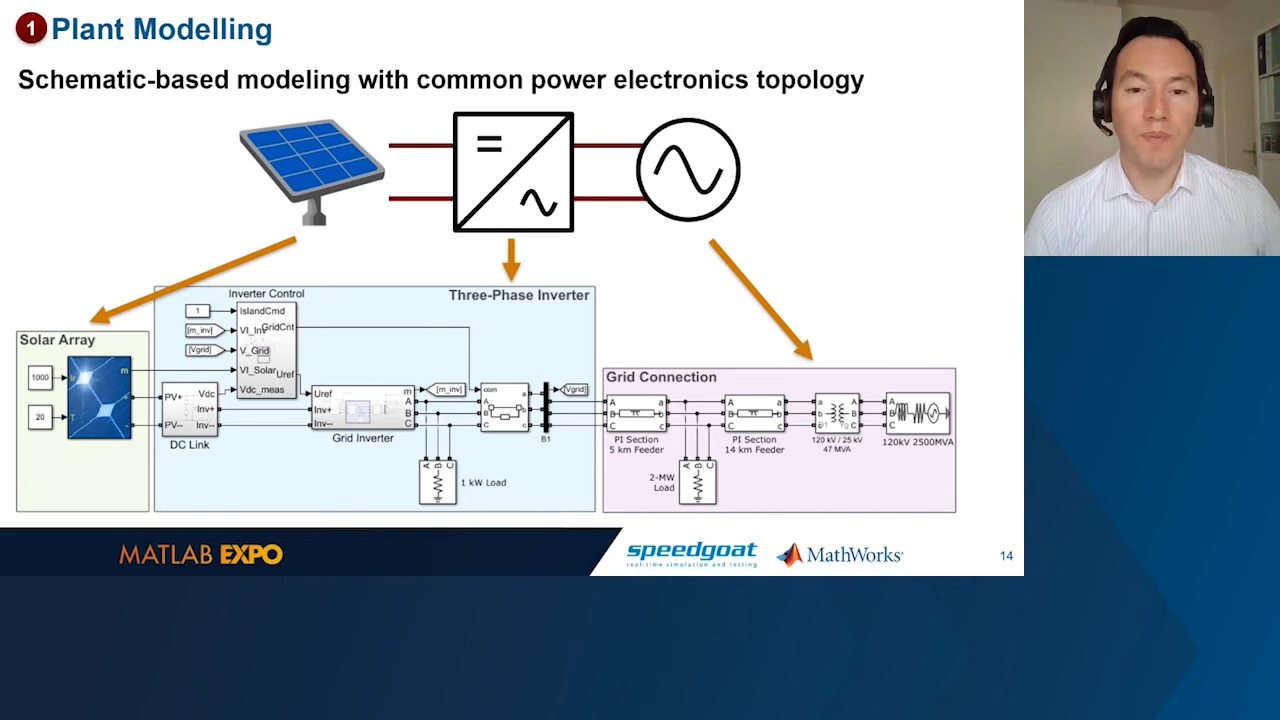 1 Plant Modelling
Schematic-based modeling with common power electronics topology
Solar Array
1000
20
Ir
T
m
+
-
Inverter Control
Three-Phase Inverter
1
[m_inv]
[Vgrid]
IslandCmd
VI_Inv
GridCnt
V_Grid
VI_Solar
Uref
Vdc_meas
PV+
PV--
Vdc
Inv+
Inv--
DC Link
Uref
Inv+
Inv--
m
A
B
C
Grid Inverter
[m_inv]
com
A
B
C
a
b
c
[Vgrid]
B1
A B C
1 kW Load
Grid Connection
A
B
C
a
b
c
PI Section
5 km Feeder
A B C
2-MW
Load
A
B
C
a
b
c
PI Section
14 km Feeder
a
b
c
A
B
C
120 kV / 25 kV
47 MVA
A
B
C
120kV 2500MVA
MATLAB EXPO
speedgoat
real-time simulation and testing
MathWorks
14